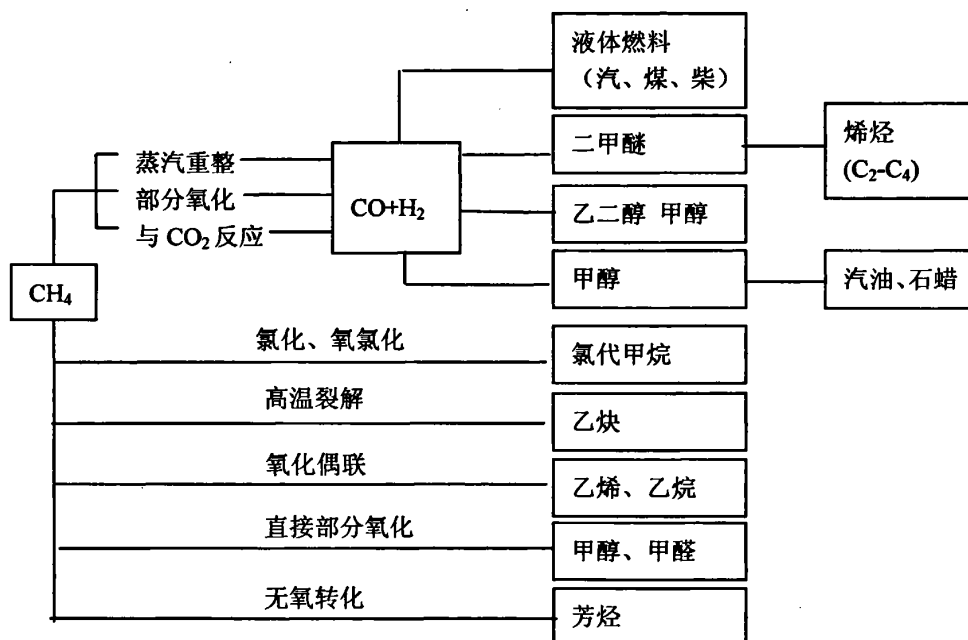 液体燃料
(汽、煤、柴)
二甲醚
烯烃
(C₂-C₄)
蒸汽重整
部分氧化
与 CO₂ 反应
CO+H₂
乙二醇 甲醇
甲醇
汽油、石蜡
CH₄
氯化、氧氯化
氯代甲烷
高温裂解
乙炔
氧化偶联
乙烯、乙烷
直接部分氧化
甲醇、甲醛
无氧转化
芳烃